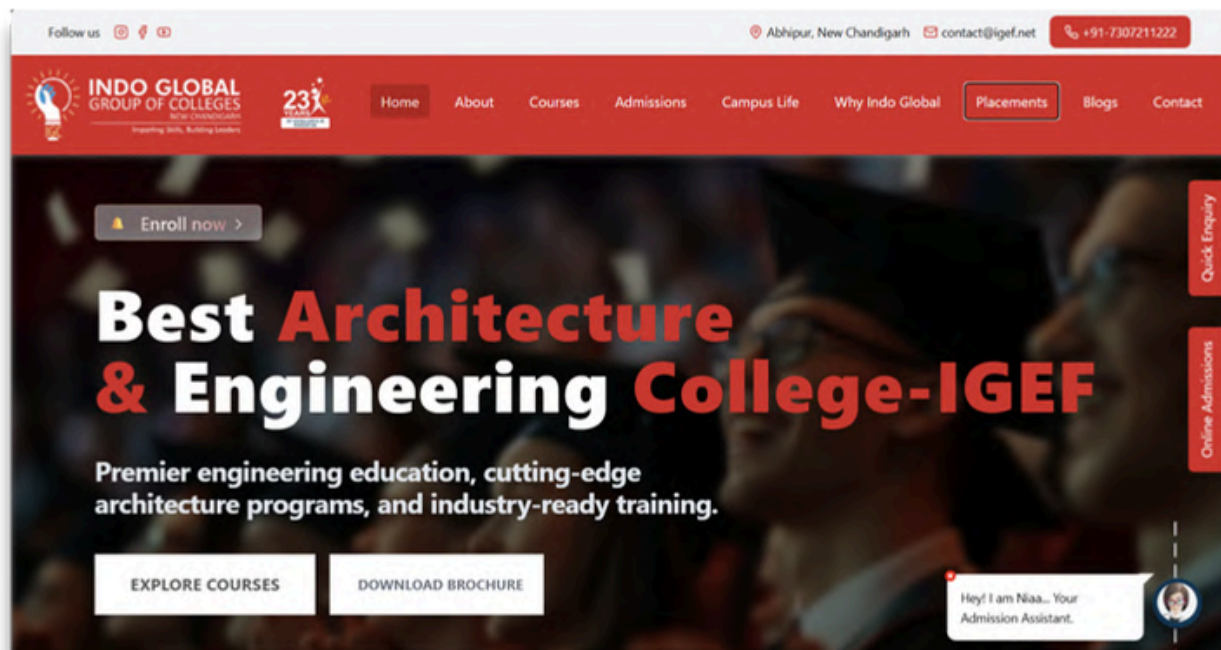 Follow us
Abhipur, New Chandigarh
contact@igef.net
+91-7307211222
INDO GLOBAL
GROUP OF COLLEGES
NEW CHANDIGARH
Imparting Skills, Building Leaders
23
YEARS
Home
About
Courses
Admissions
Campus Life
Why Indo Global
Placements
Blogs
Contact
Enroll now >
Quick Enquiry
Online Admissions
Best Architecture
& Engineering College-IGEF
Premier engineering education, cutting-edge
architecture programs, and industry-ready training.
EXPLORE COURSES
DOWNLOAD BROCHURE
Hey! I am Niaa... Your
Admission Assistant.